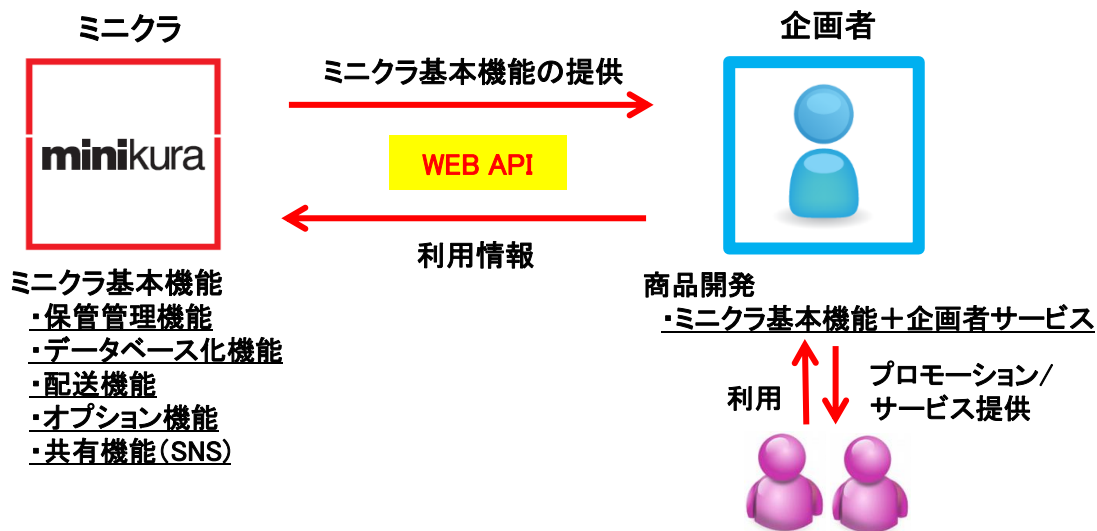 ミニクラ
企画者
ミニクラ基本機能の提供
minikura
WEB API
利用情報
ミニクラ基本機能
・保管管理機能
・データベース化機能
・配送機能
・オプション機能
・共有機能（SNS）
商品開発
・ミニクラ基本機能＋企画者サービス
利用
プロモーション/
サービス提供